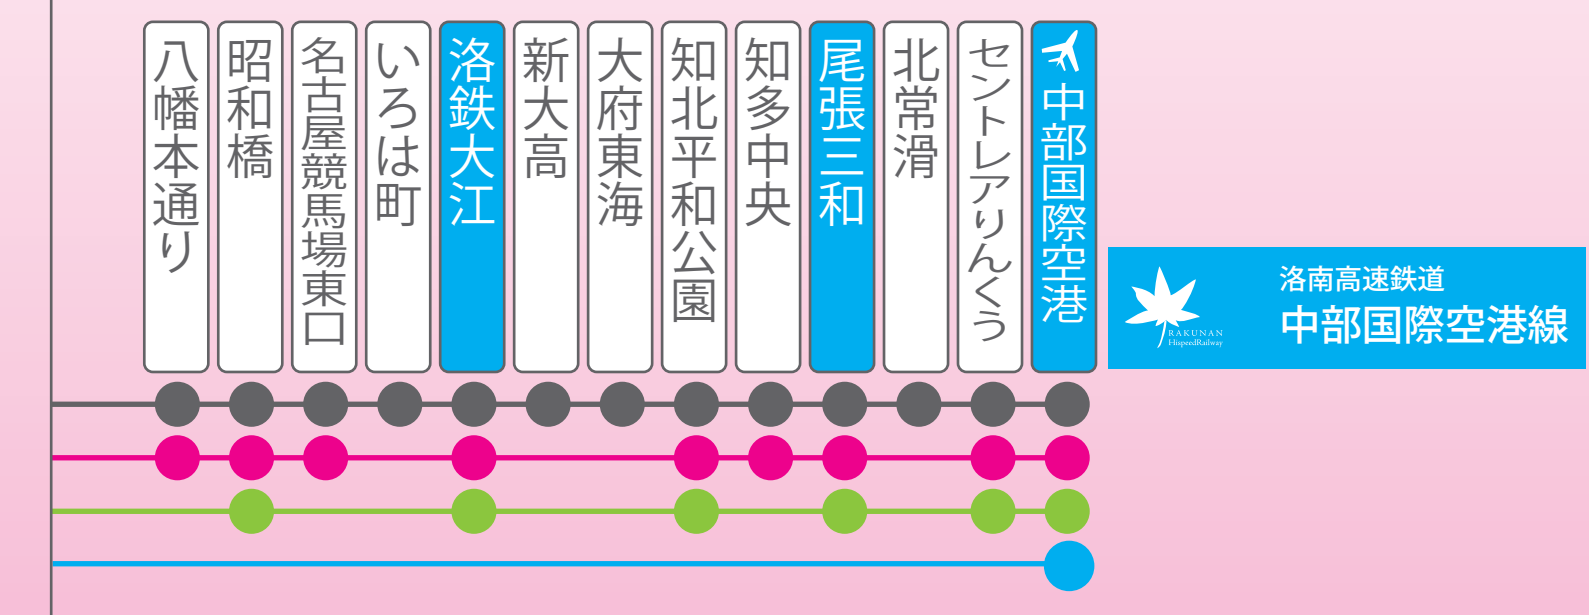 八幡本通り
昭和橋
名古屋競馬場東口
いろは町
洛鉄大江
新大高
大府東海
知北平和公園
知多中央
尾張三和
北常滑
セントレアりんくう
中部国際空港
洛南高速鉄道
中部国際空港線
RAKUNAN
HispeedRailway